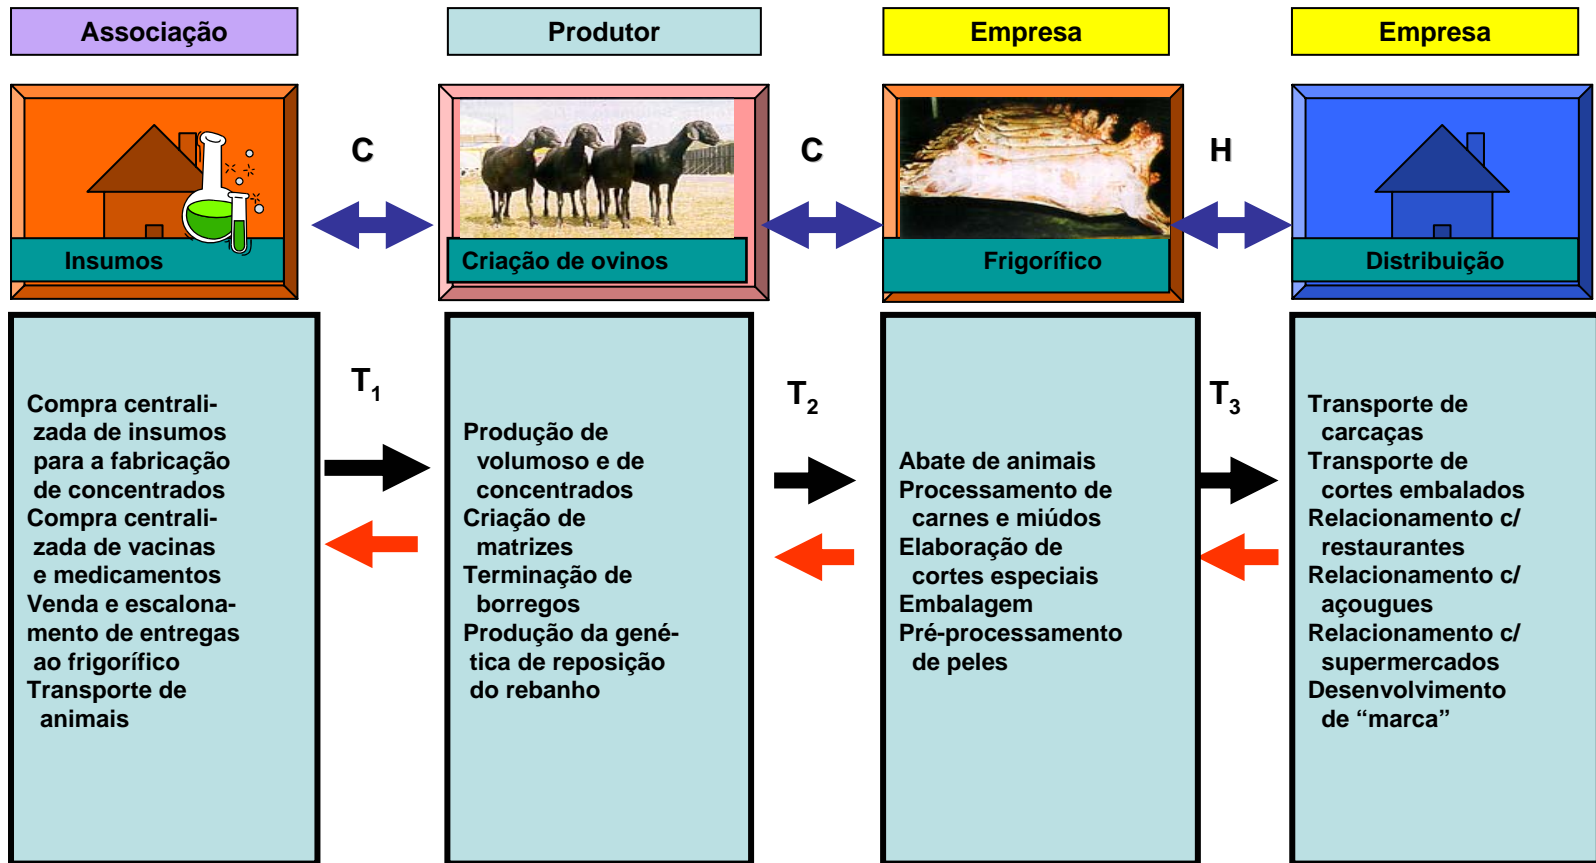 Associação
Produtor
Empresa
Empresa
C
C
H
Insumos
Criação de ovinos
Frigorífico
Distribuição
T1
T2
T3
Compra centrali-
zada de insumos
para a fabricação
de concentrados
Compra centrali-
zada de vacinas
e medicamentos
Venda e escalona-
mento de entregas
ao frigorífico
Transporte de
animais
Produção de
volumoso e de
concentrados
Criação de
matrizes
Terminação de
borregos
Produção da gené-
tica de reposição
do rebanho
Abate de animais
Processamento de
carnes e miúdos
Elaboração de
cortes especiais
Embalagem
Pré-processamento
de peles
Transporte de
carcaças
Transporte de
cortes embalados
Relacionamento c/
restaurantes
Relacionamento c/
açougues
Relacionamento c/
supermercados
Desenvolvimento
de “marca”